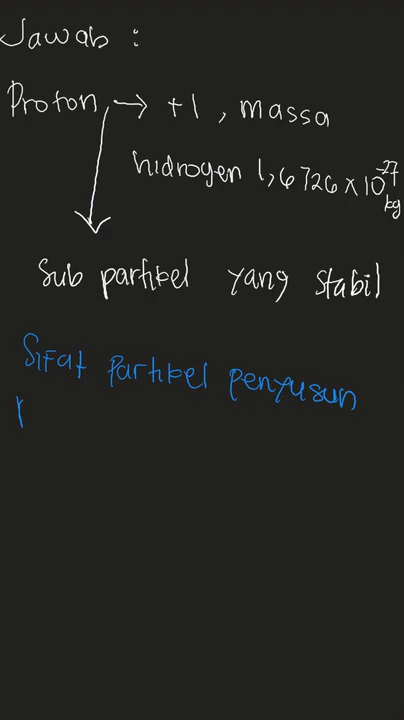 Jawab :
Proton, → +1 , massa
hidrogen 1,6726 x 10^-27 kg
Sub partikel yang stabil
Sifat Partikel penyusun